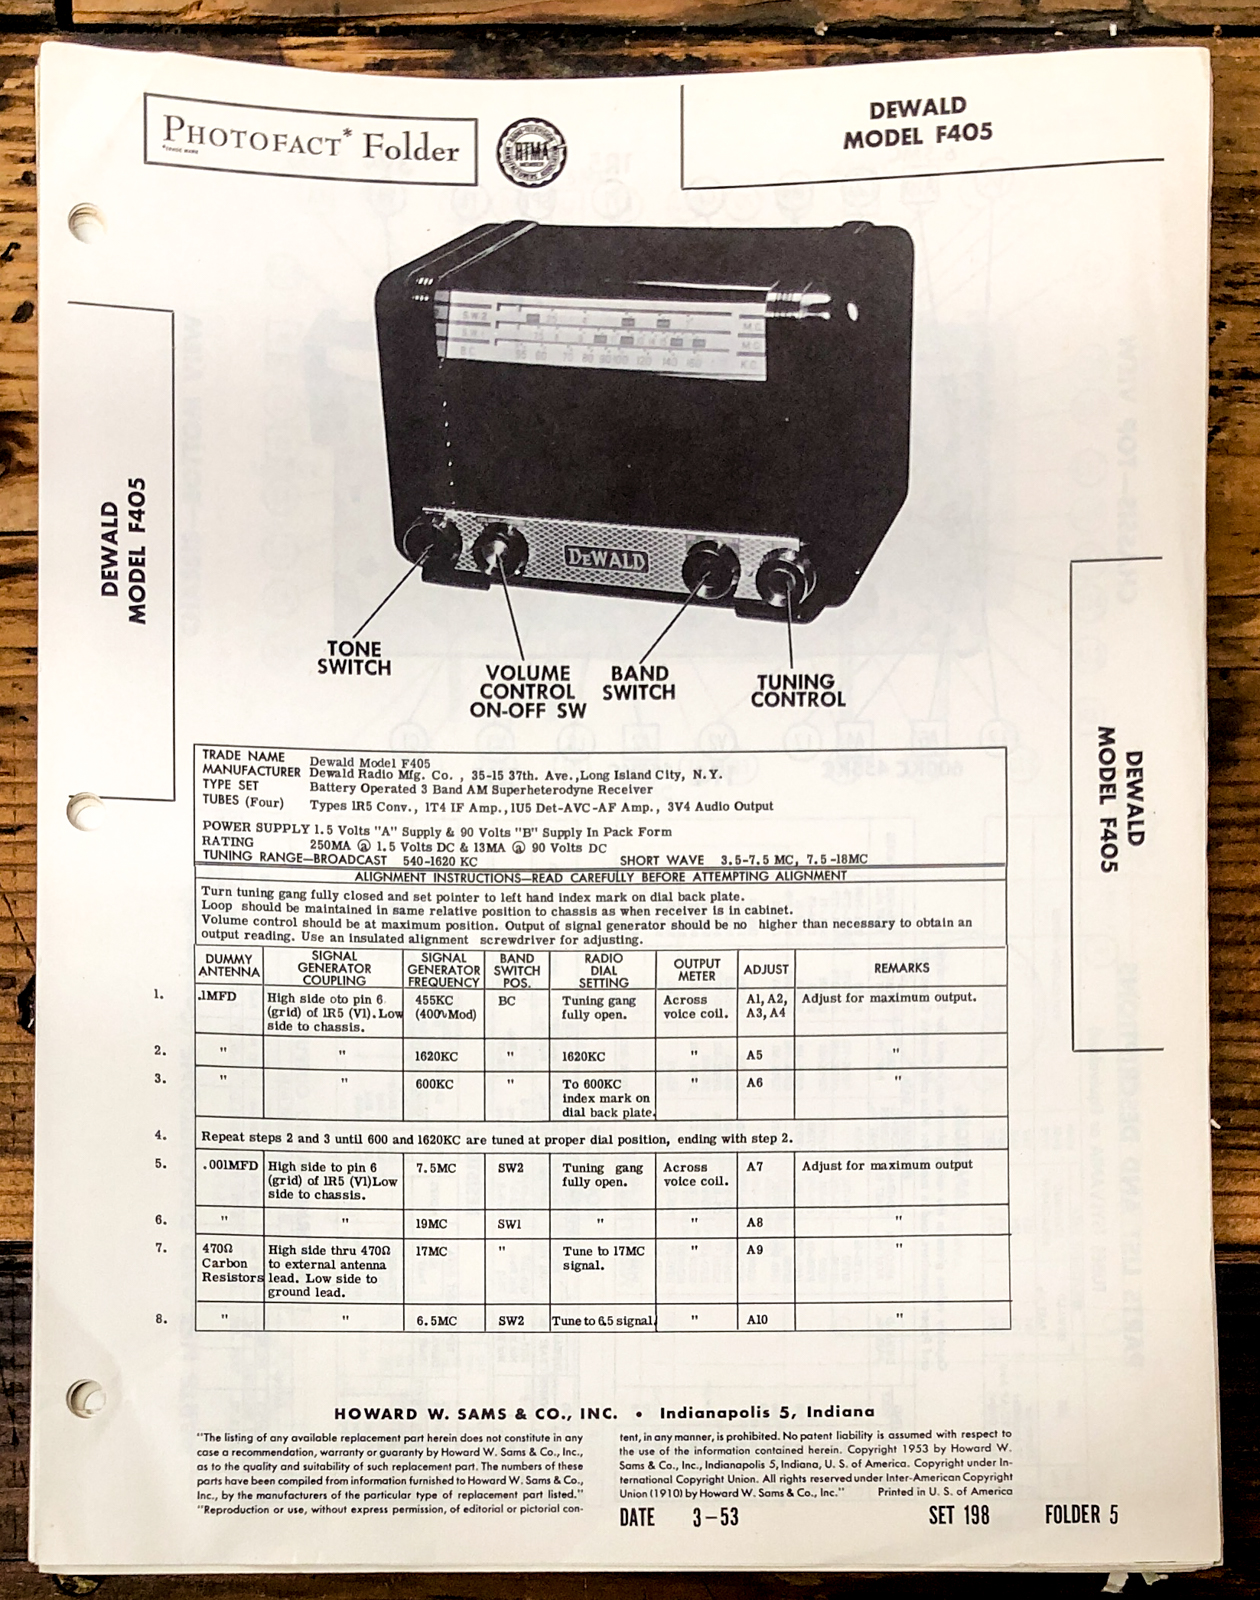 PHOTOFACT* Folder
*TRADE MARK
RTMA
DEWALD
MODEL F405
DEWALD
MODEL F405
S.W.2
M.C.
M.C.
B.C.
K.C.
DeWALD
TONE
SWITCH
VOLUME
CONTROL
ON-OFF SW
BAND
SWITCH
TUNING
CONTROL
DEWALD
MODEL F405
TRADE NAME Dewald Model F405
MANUFACTURER Dewald Radio Mfg. Co., 35-15 37th. Ave., Long Island City, N.Y.
TYPE SET Battery Operated 3 Band AM Superheterodyne Receiver
TUBES (Four) Types 1R5 Conv., 1T4 IF Amp., 1U5 Det-AVC-AF Amp., 3V4 Audio Output
POWER SUPPLY 1.5 Volts "A" Supply & 90 Volts "B" Supply In Pack Form
RATING 250MA @ 1.5 Volts DC & 13MA @ 90 Volts DC
TUNING RANGE—BROADCAST 540-1620 KC SHORT WAVE 3.5-7.5 MC, 7.5-18MC
ALIGNMENT INSTRUCTIONS—READ CAREFULLY BEFORE ATTEMPTING ALIGNMENT
Turn tuning gang fully closed and set pointer to left hand index mark on dial back plate.
Loop should be maintained in same relative position to chassis as when receiver is in cabinet.
Volume control should be at maximum position. Output of signal generator should be no higher than necessary to obtain an
output reading. Use an insulated alignment screwdriver for adjusting.
DUMMY ANTENNA SIGNAL GENERATOR COUPLING SIGNAL GENERATOR FREQUENCY BAND SWITCH POS. RADIO DIAL SETTING OUTPUT METER ADJUST REMARKS
1. .1MFD High side oto pin 6 455KC BC Tuning gang Across A1, A2, Adjust for maximum output.
(grid) of 1R5 (V1). Low (400~Mod) fully open. voice coil. A3, A4
side to chassis.
2. " " 1620KC " 1620KC " A5 "
3. " " 600KC " To 600KC " A6 "
index mark on
dial back plate.
4. Repeat steps 2 and 3 until 600 and 1620KC are tuned at proper dial position, ending with step 2.
5. .001MFD High side to pin 6 7.5MC SW2 Tuning gang Across A7 Adjust for maximum output
(grid) of 1R5 (V1)Low fully open. voice coil.
side to chassis.
6. " " 19MC SW1 " " A8 "
7. 470Ω High side thru 470Ω 17MC " Tune to 17MC " A9 "
Carbon to external antenna signal.
Resistors lead. Low side to
ground lead.
8. " " 6.5MC SW2 Tune to 6.5 signal. " A10 "
DEWALD
MODEL F405
HOWARD W. SAMS & CO., INC. • Indianapolis 5, Indiana
"The listing of any available replacement part herein does not constitute in any
case a recommendation, warranty or guaranty by Howard W. Sams & Co., Inc.,
as to the quality and suitability of such replacement part. The numbers of these
parts have been compiled from information furnished to Howard W. Sams & Co.,
Inc., by the manufacturers of the particular type of replacement part listed."
"Reproduction or use, without express permission, of editorial or pictorial con-
tent, in any manner, is prohibited. No patent liability is assumed with respect to
the use of the information contained herein. Copyright 1953 by Howard W.
Sams & Co., Inc., Indianapolis 5, Indiana, U. S. of America. Copyright under In-
ternational Copyright Union. All rights reserved under Inter-American Copyright
Union (1910) by Howard W. Sams & Co., Inc." Printed in U. S. of America
DATE 3-53 SET 198 FOLDER 5